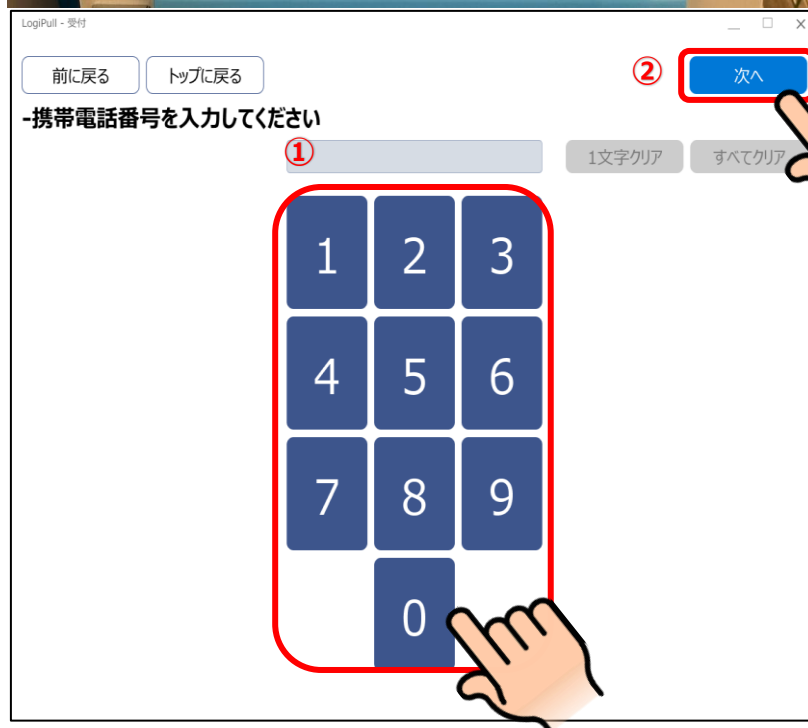 LogiPull - 受付
前に戻る トップに戻る ② 次へ
-携帯電話番号を入力してください
① 1文字クリア すべてクリア
1 2 3
4 5 6
7 8 9
0